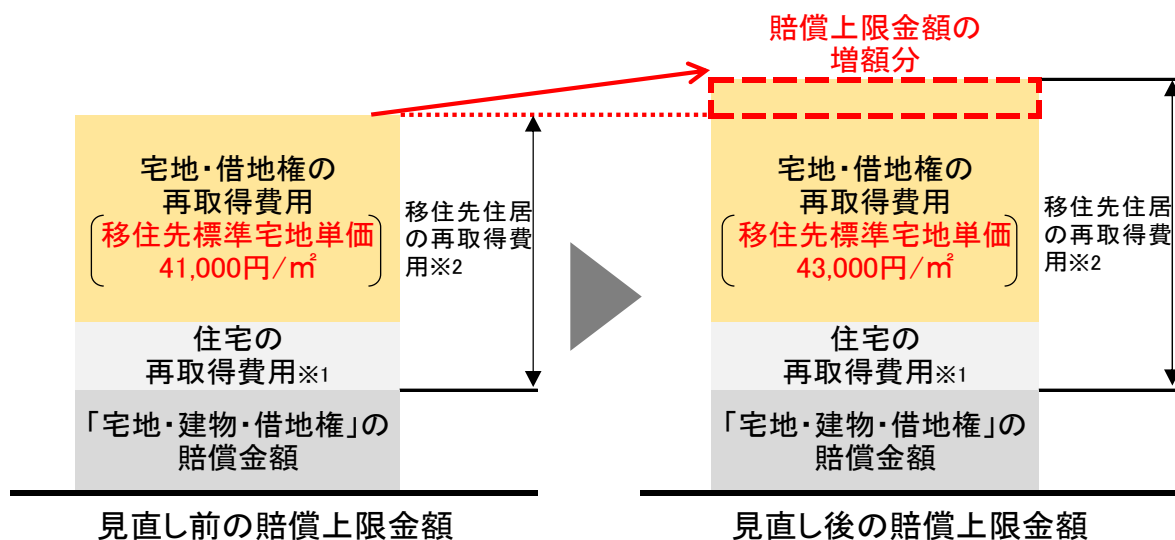 賠償上限金額の
増額分
宅地・借地権の
再取得費用
移住先標準宅地単価
41,000円/㎡
住宅の
再取得費用※1
「宅地・建物・借地権」の
賠償金額
移住先住居
の再取得費
用※2
見直し前の賠償上限金額
宅地・借地権の
再取得費用
移住先標準宅地単価
43,000円/㎡
住宅の
再取得費用※1
「宅地・建物・借地権」の
賠償金額
移住先住居
の再取得費
用※2
見直し後の賠償上限金額